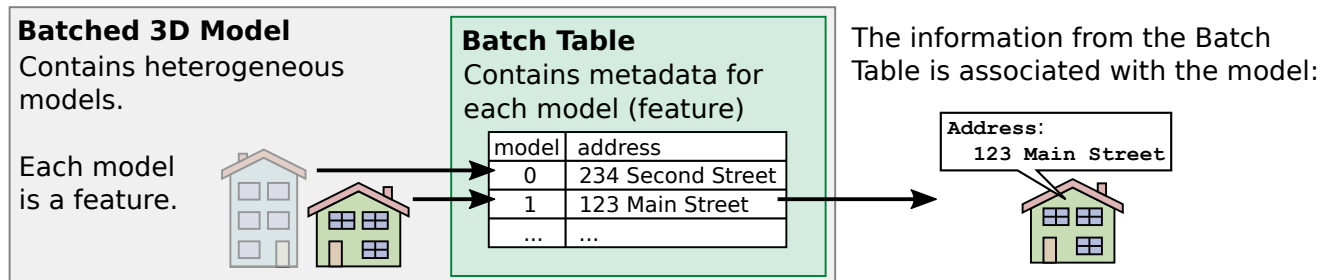 Batched 3D Model
Contains heterogeneous
models.
Each model
is a feature.
Batch Table
Contains metadata for
each model (feature)
model address
0 234 Second Street
1 123 Main Street
... ...
The information from the Batch
Table is associated with the model:
Address:
123 Main Street